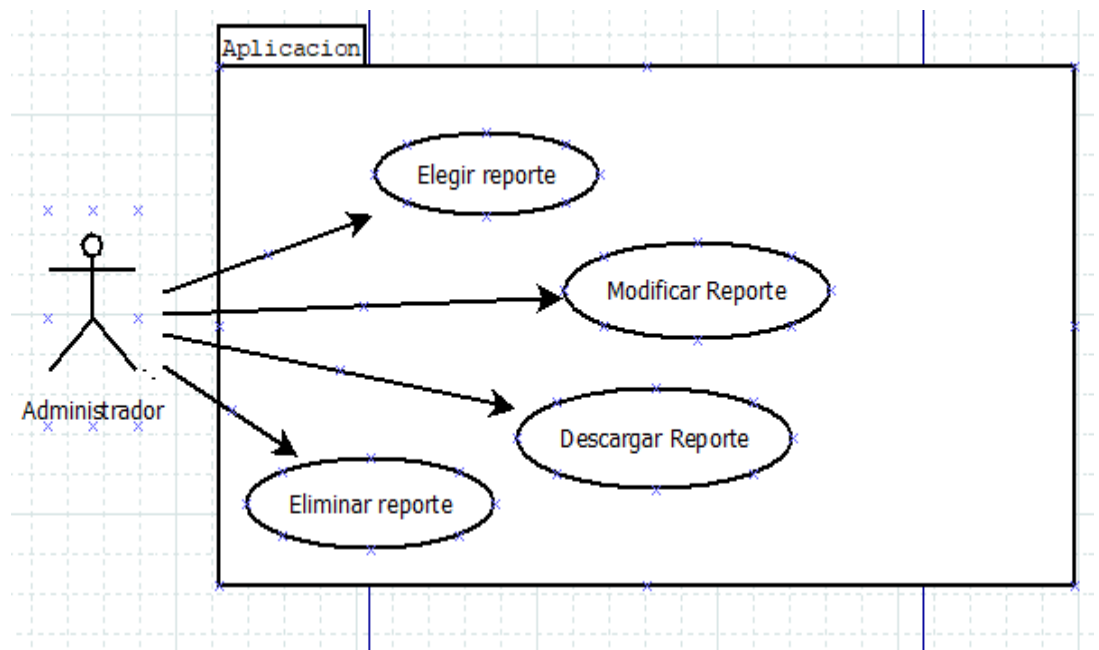 Aplicacion
Elegir reporte
Modificar Reporte
Administrador
Descargar Reporte
Eliminar reporte